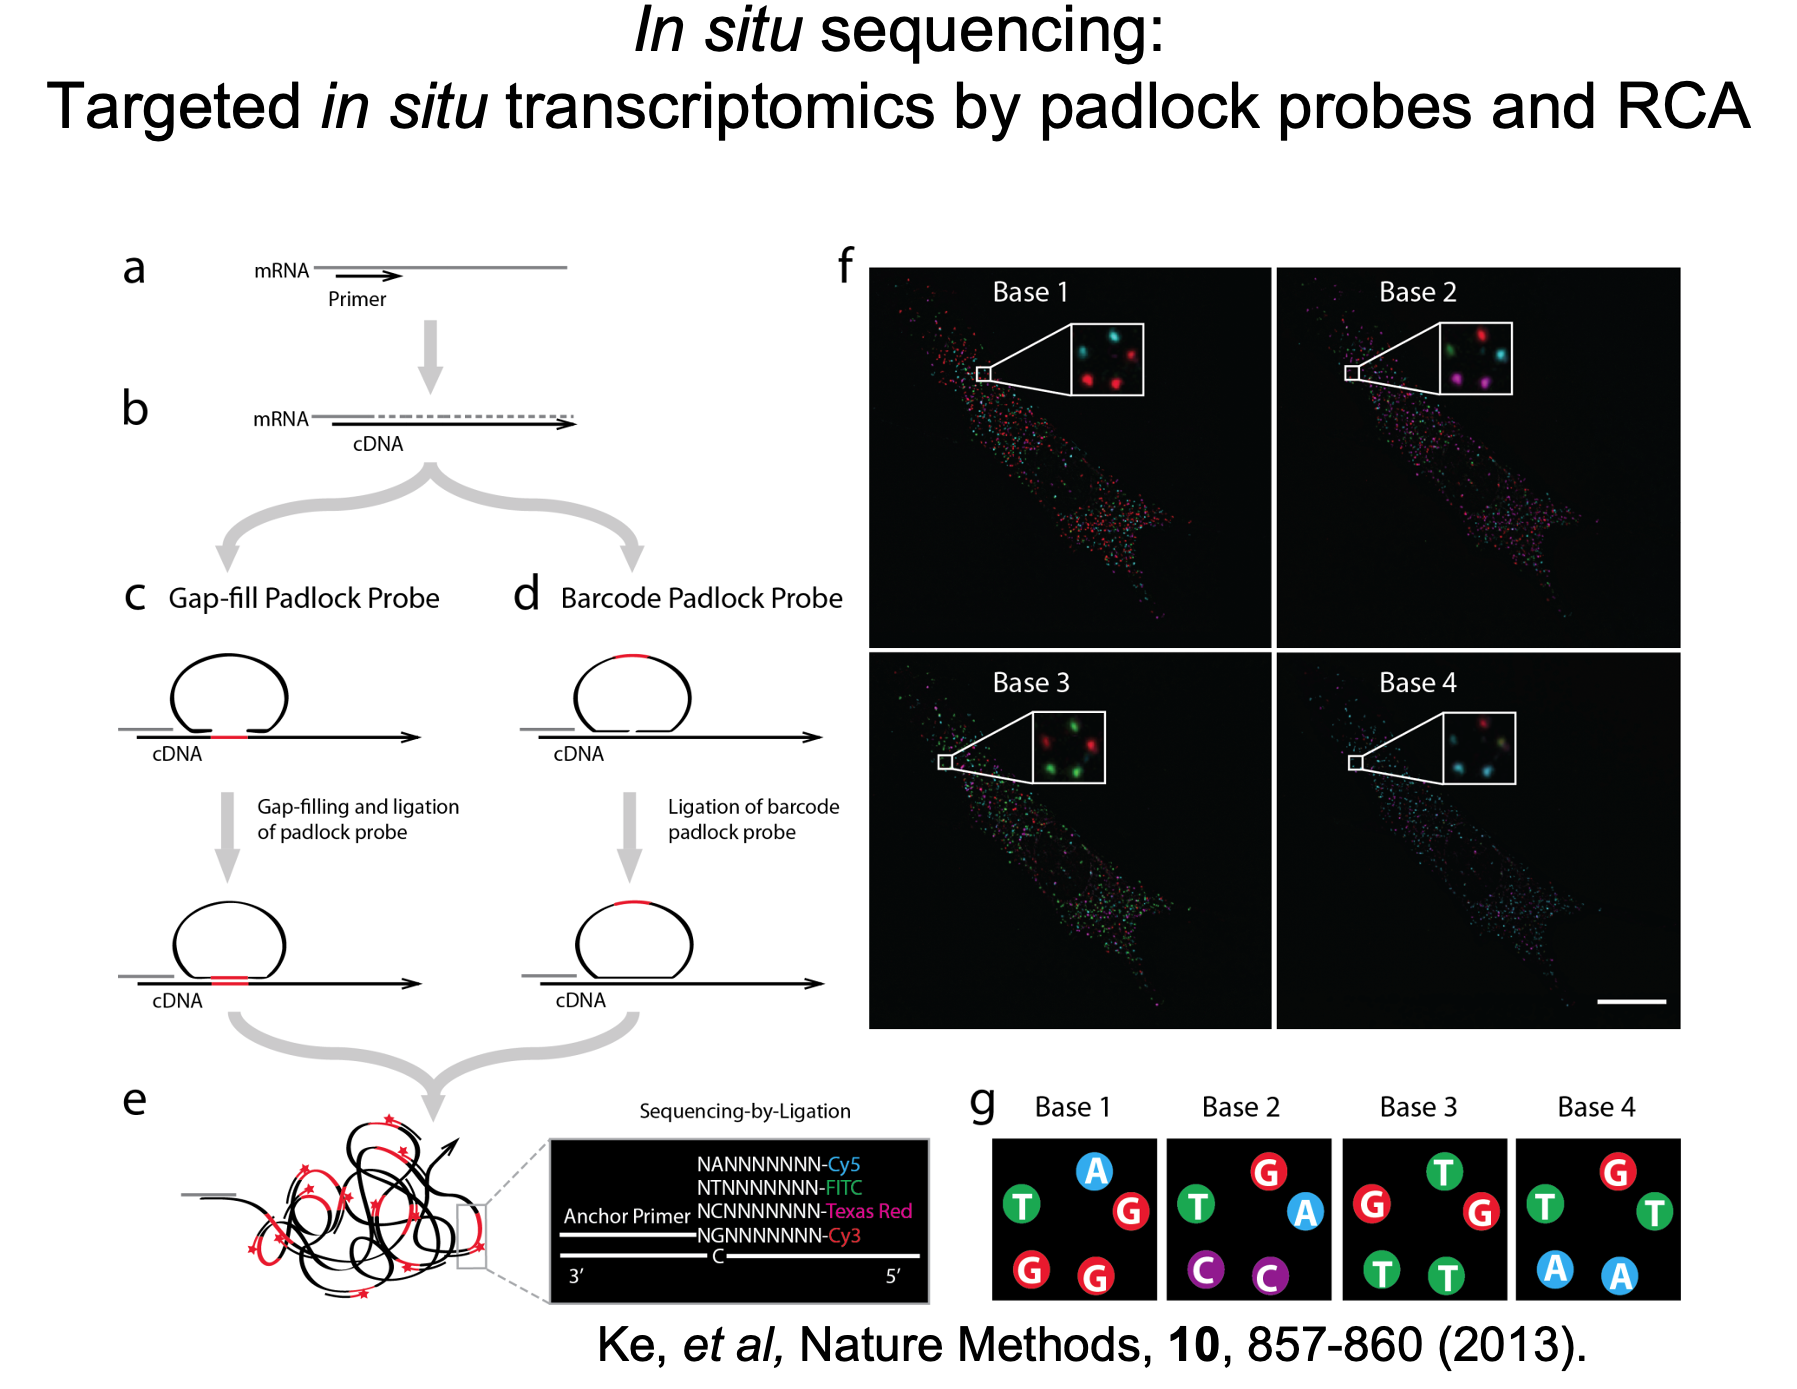 In situ sequencing:
Targeted in situ transcriptomics by padlock probes and RCA
a
mRNA
Primer
b
mRNA
cDNA
c Gap-fill Padlock Probe
d Barcode Padlock Probe
cDNA
cDNA
Gap-filling and ligation
of padlock probe
Ligation of barcode
padlock probe
cDNA
cDNA
e
Sequencing-by-Ligation
NANNNNNNN-Cy5
NTNNNNNNN-FITC
NCNNNNNNN-Texas Red
NGNNNNNNN-Cy3
Anchor Primer
C
3’
5’
f
Base 1
Base 2
Base 3
Base 4
g
Base 1
Base 2
Base 3
Base 4
A
T
G
G
G
G
T
A
C
C
T
G
G
T
T
G
T
T
A
A
Ke, et al, Nature Methods, 10, 857-860 (2013).